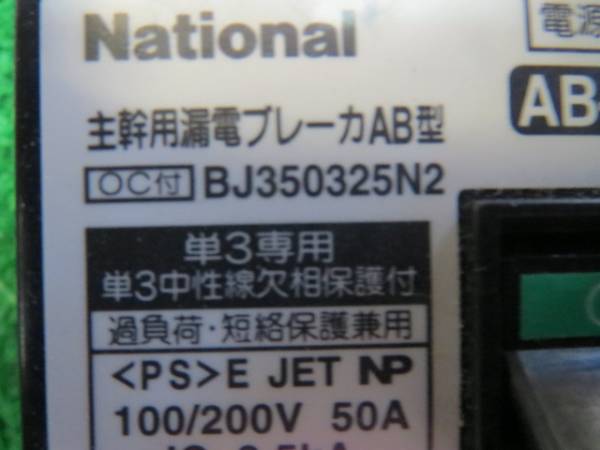 National
電源
主幹用漏電ブレーカAB型
AB
OC付 BJ350325N2
単3専用
単3中性線欠相保護付
過負荷・短絡保護兼用
<PS>E JET NP
100/200V 50A